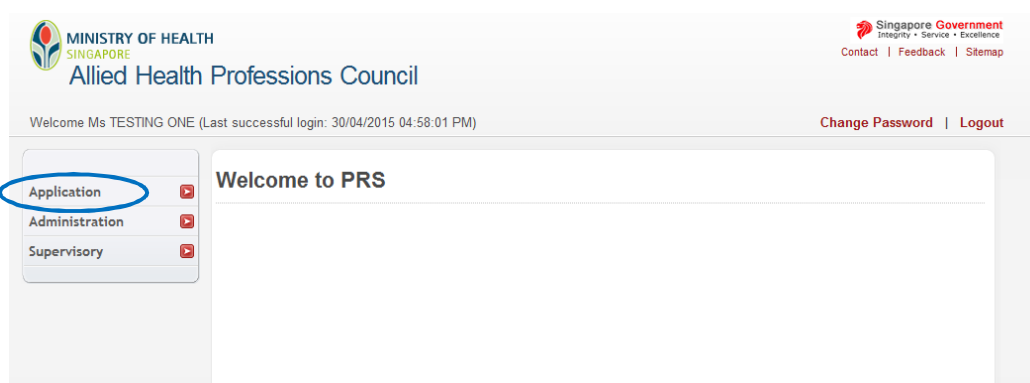 MINISTRY OF HEALTH
SINGAPORE
Allied Health Professions Council
Singapore Government
Integrity • Service • Excellence
Contact | Feedback | Sitemap
Welcome Ms TESTING ONE (Last successful login: 30/04/2015 04:58:01 PM)
Change Password | Logout
Application
Administration
Supervisory
Welcome to PRS